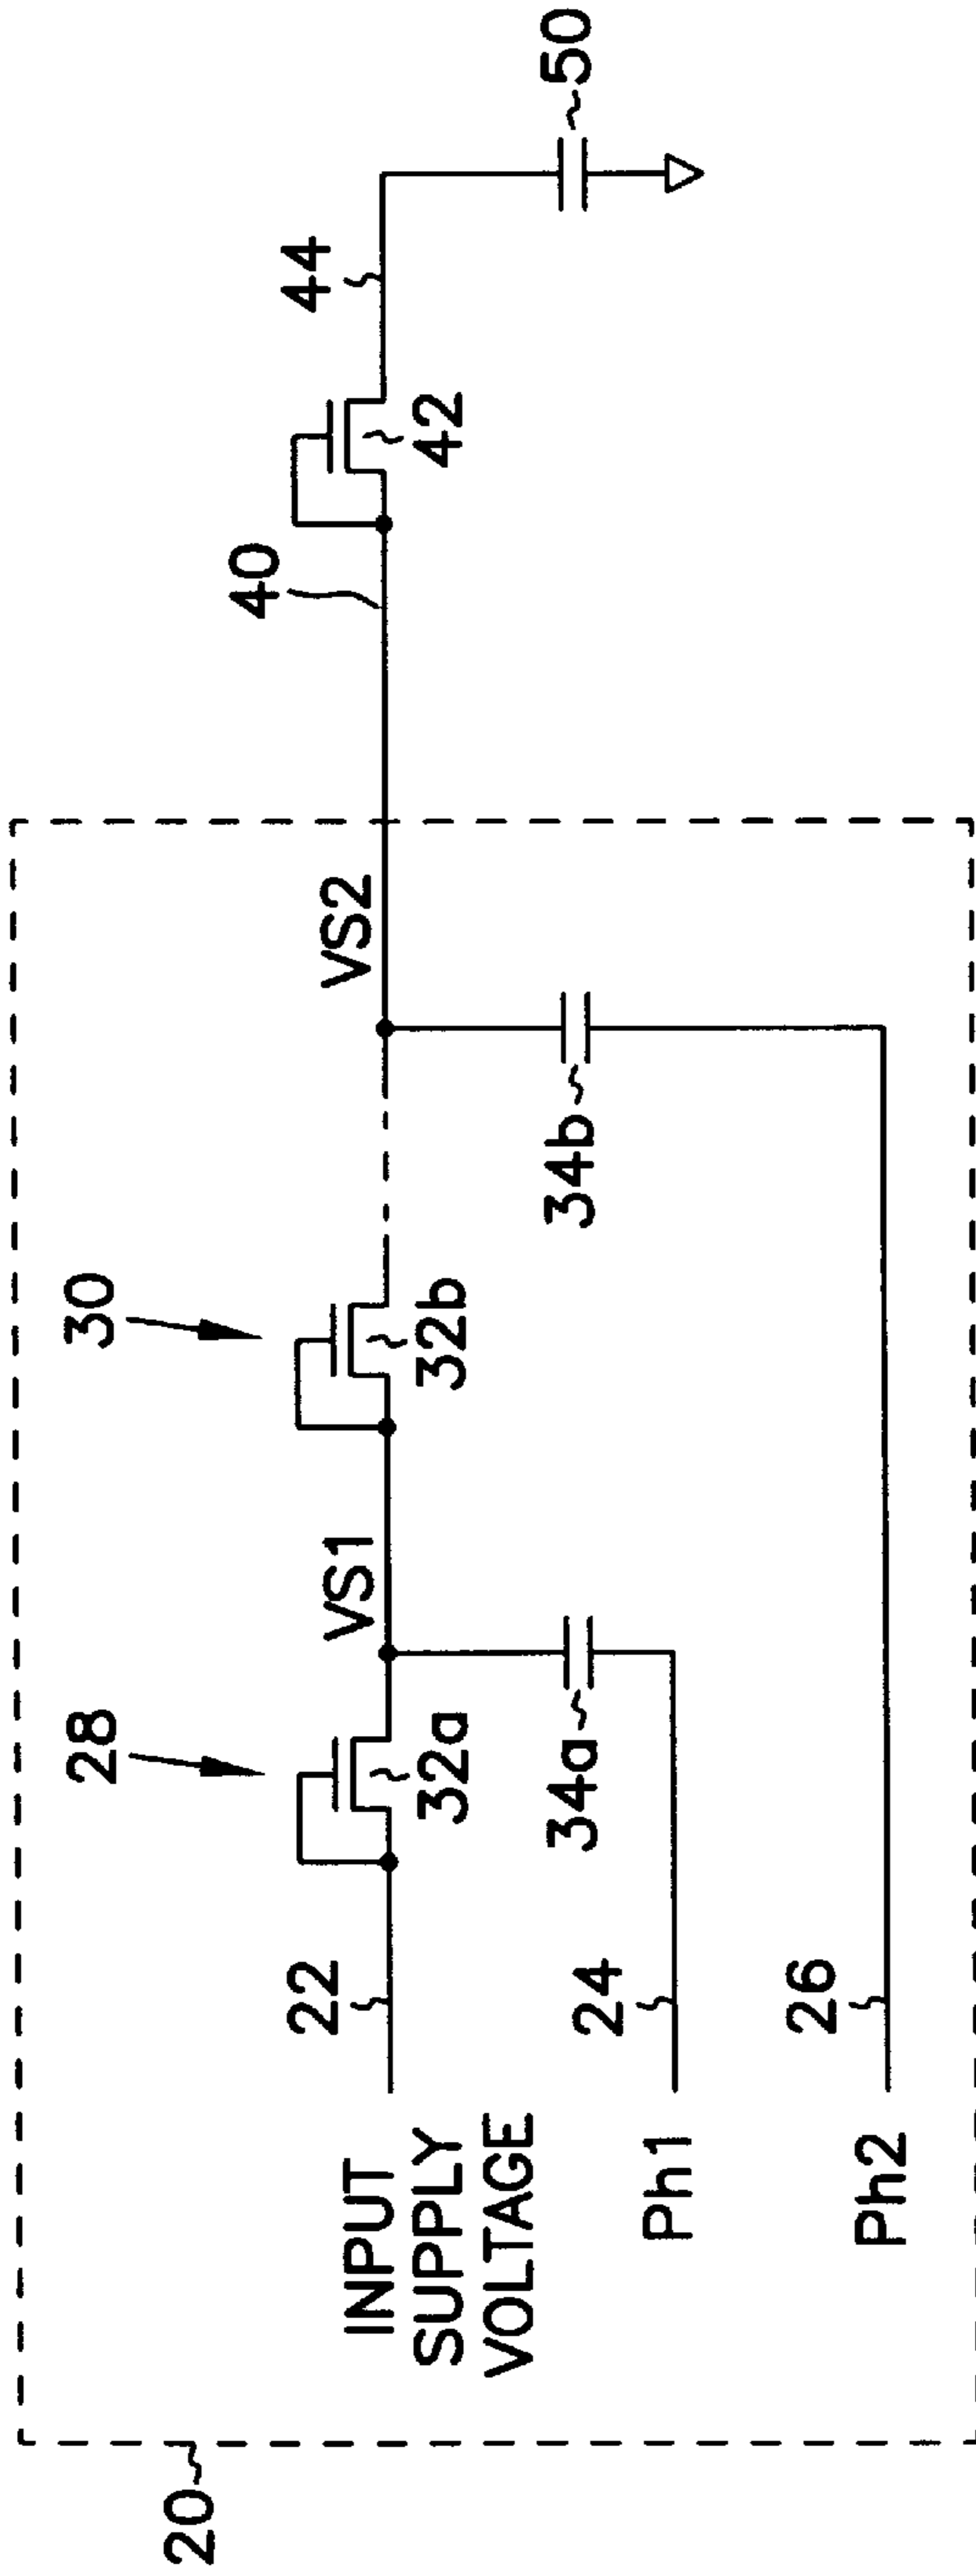 20
28
30
40
44
22
32a
VS1
32b
VS2
42
INPUT
SUPPLY
VOLTAGE
24
34a
34b
50
Ph1
26
Ph2